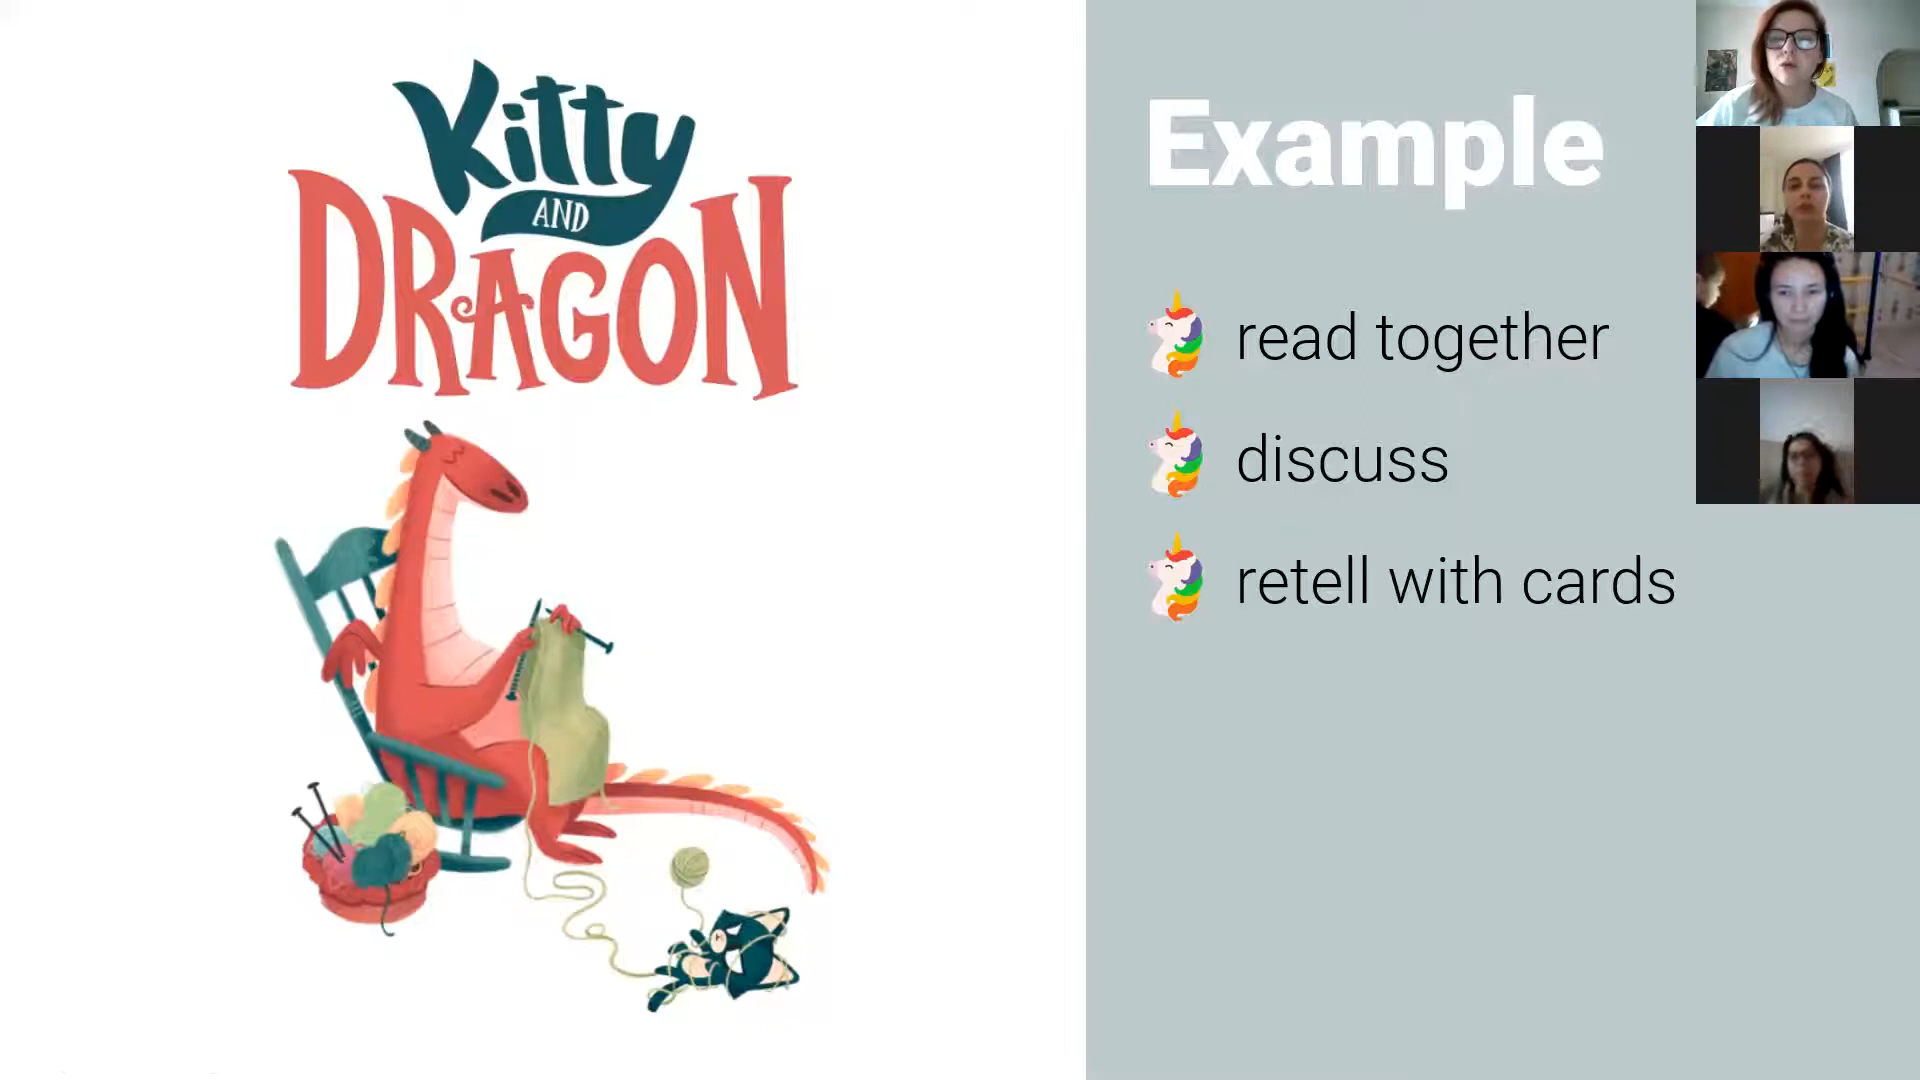 Kitty
AND
DRAGON
Example
read together
discuss
retell with cards